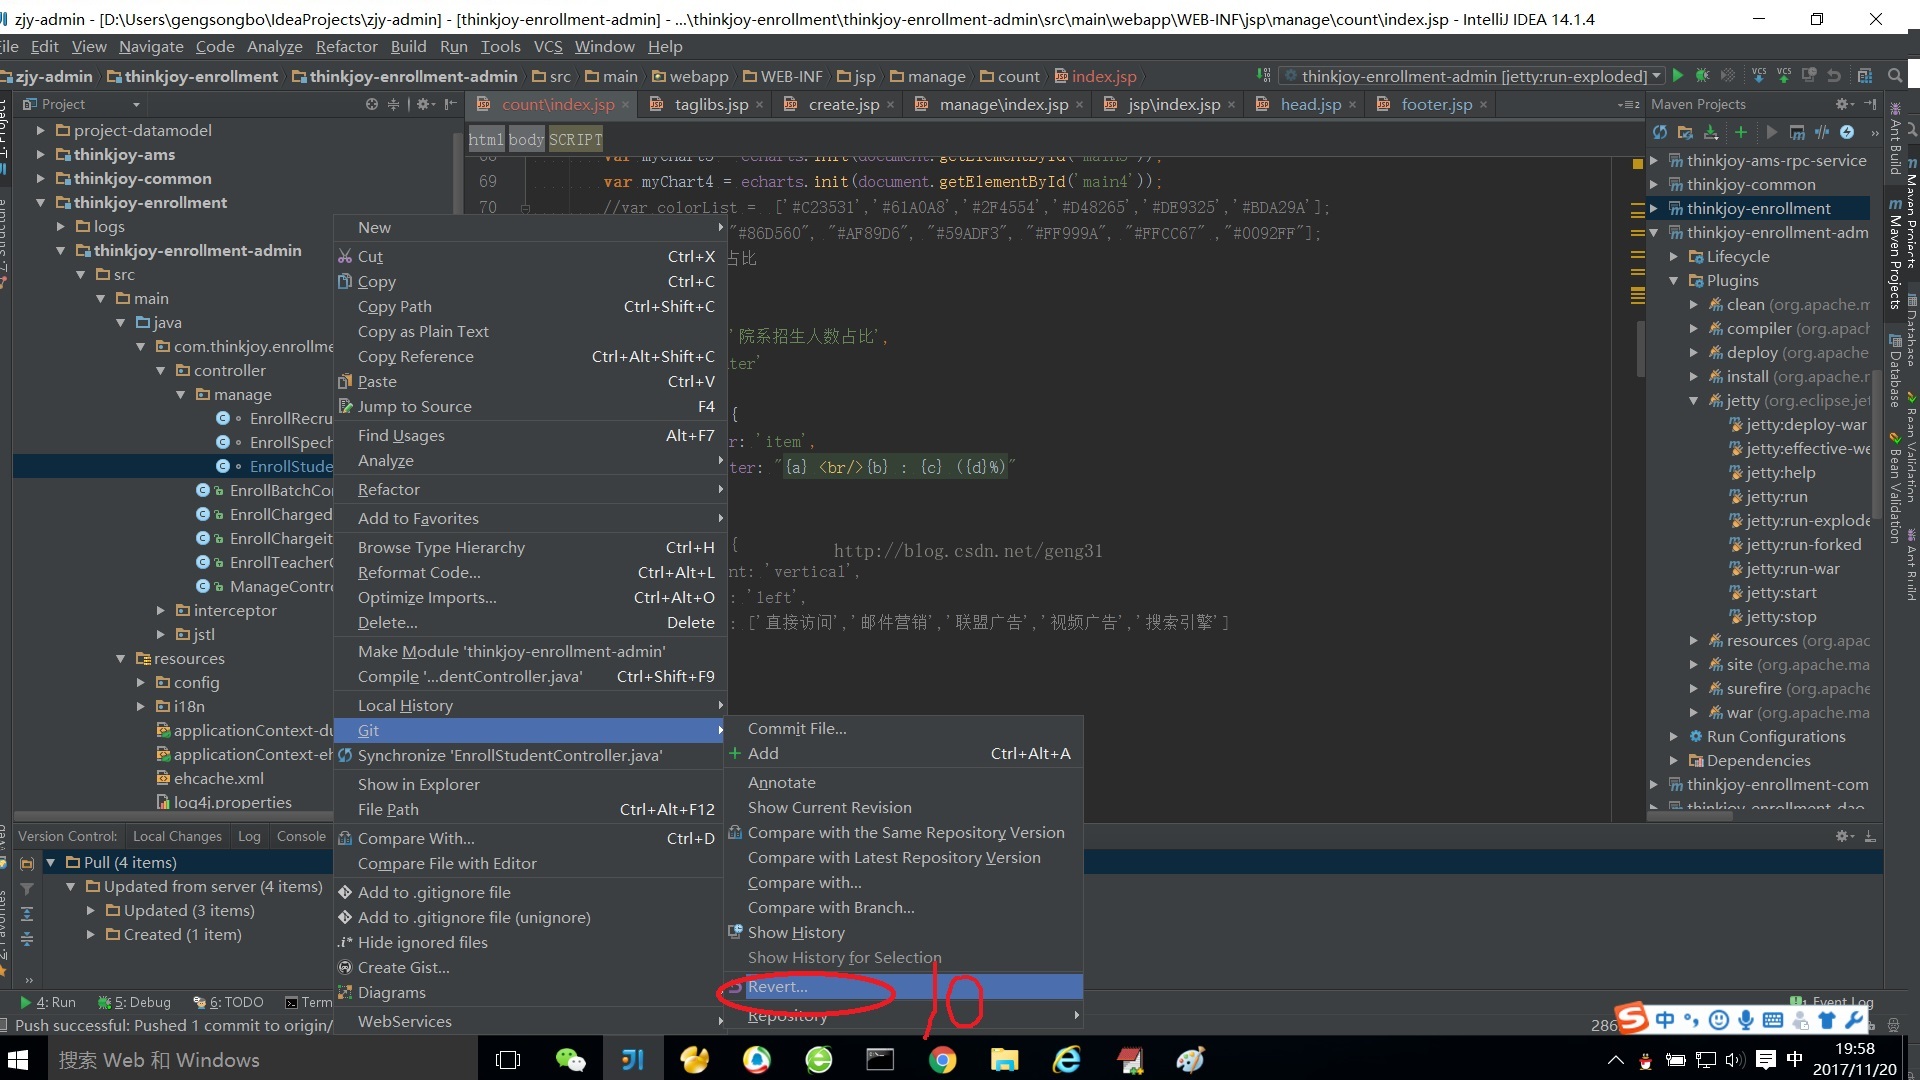 zjy-admin - [D:\Users\gengsongbo\IdeaProjects\zjy-admin] - [thinkjoy-enrollment-admin] - ...\thinkjoy-enrollment\thinkjoy-enrollment-admin\src\main\webapp\WEB-INF\jsp\manage\count\index.jsp - IntelliJ IDEA 14.1.4
File Edit View Navigate Code Analyze Refactor Build Run Tools VCS Window Help
zjy-admin thinkjoy-enrollment thinkjoy-enrollment-admin src main webapp WEB-INF jsp manage count index.jsp thinkjoy-enrollment-admin [jetty:run-exploded]
Project count\index.jsp taglibs.jsp create.jsp manage\index.jsp jsp\index.jsp head.jsp footer.jsp Maven Projects
html body SCRIPT
project-datamodel
thinkjoy-ams
thinkjoy-common
thinkjoy-enrollment
logs
thinkjoy-enrollment-admin
src
main
java
com.thinkjoy.enrollme
controller
manage
EnrollRecru
EnrollSpech
EnrollStude
EnrollBatchCo
EnrollCharged
EnrollChargeit
EnrollTeacherC
ManageContro
interceptor
jstl
resources
config
i18n
applicationContext-du
applicationContext-eh
ehcache.xml
log4j.properties
69 var myChart4 = echarts.init(document.getElementById('main4'));
70 //var colorList = ['#C23531','#61A0A8','#2F4554','#D48265','#DE9325','#BDA29A'];
"#86D560", "#AF89D6", "#59ADF3", "#FF999A", "#FFCC67" ,"#0092FF"];
占比
'院系招生人数占比',
ter'
{
r: 'item',
ter: "{a} <br/>{b} : {c} ({d}%)"
{
http://blog.csdn.net/geng31
nt: 'vertical',
: 'left',
: ['直接访问','邮件营销','联盟广告','视频广告','搜索引擎']
New
Cut Ctrl+X
Copy Ctrl+C
Copy Path Ctrl+Shift+C
Copy as Plain Text
Copy Reference Ctrl+Alt+Shift+C
Paste Ctrl+V
Jump to Source F4
Find Usages Alt+F7
Analyze
Refactor
Add to Favorites
Browse Type Hierarchy Ctrl+H
Reformat Code... Ctrl+Alt+L
Optimize Imports... Ctrl+Alt+O
Delete... Delete
Make Module 'thinkjoy-enrollment-admin'
Compile '...dentController.java' Ctrl+Shift+F9
Local History
Git
Synchronize 'EnrollStudentController.java'
Show in Explorer
File Path Ctrl+Alt+F12
Compare With... Ctrl+D
Compare File with Editor
Add to .gitignore file
Add to .gitignore file (unignore)
Hide ignored files
Create Gist...
Diagrams
WebServices
Commit File...
Add Ctrl+Alt+A
Annotate
Show Current Revision
Compare with the Same Repository Version
Compare with Latest Repository Version
Compare with...
Compare with Branch...
Show History
Show History for Selection
Revert...
Repository
10
thinkjoy-ams-rpc-service
thinkjoy-common
thinkjoy-enrollment
thinkjoy-enrollment-adm
Lifecycle
Plugins
clean (org.apache.m
compiler (org.apach
deploy (org.apache
install (org.apache.r
jetty (org.eclipse.jet
jetty:deploy-war
jetty:effective-we
jetty:help
jetty:run
jetty:run-explode
jetty:run-forked
jetty:run-war
jetty:start
jetty:stop
resources (org.apac
site (org.apache.ma
surefire (org.apache
war (org.apache.ma
Run Configurations
Dependencies
thinkjoy-enrollment-com
thinkjoy-enrollment-dao
Ant Build
Maven Projects
Database
Bean Validation
Version Control: Local Changes Log Console
Pull (4 items)
Updated from server (4 items)
Updated (3 items)
Created (1 item)
4: Run 5: Debug 6: TODO Term Event Log
Push successful: Pushed 1 commit to origin/
286
中
搜索 Web 和 Windows
中
19:58
2017/11/20